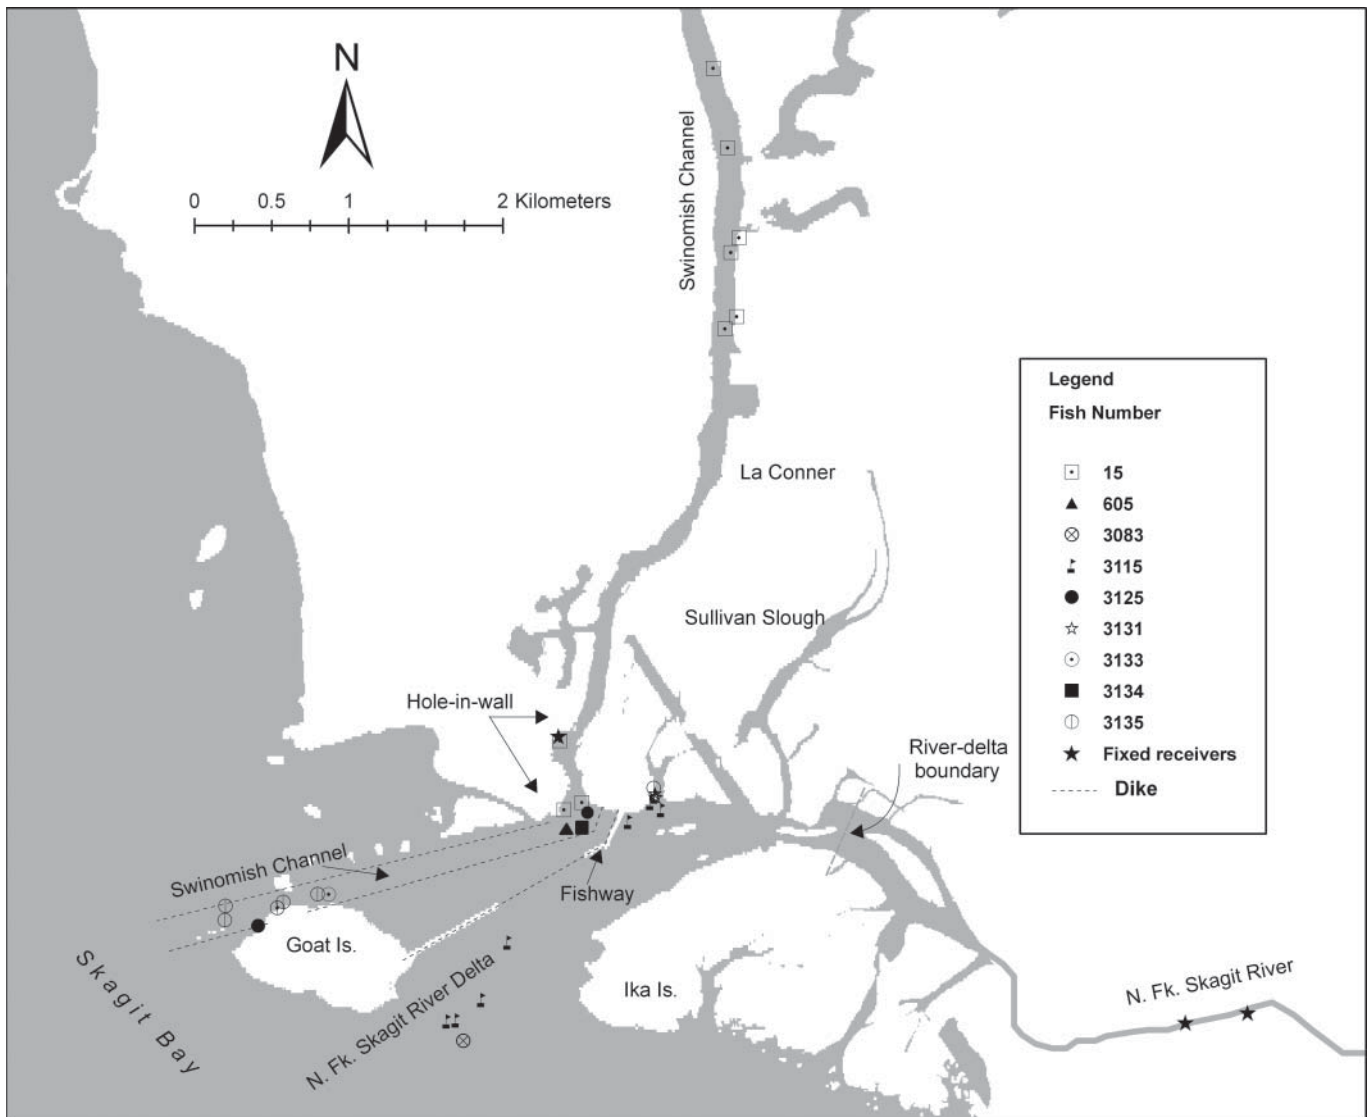 N
0 0.5 1 2 Kilometers
Swinomish Channel
Legend
Fish Number
15
605
3083
3115
3125
3131
3133
3134
3135
Fixed receivers
Dike
La Conner
Sullivan Slough
Hole-in-wall
River-delta
boundary
Swinomish Channel
Fishway
Goat Is.
Ika Is.
N. Fk. Skagit River
Skagit Bay
N. Fk. Skagit River Delta